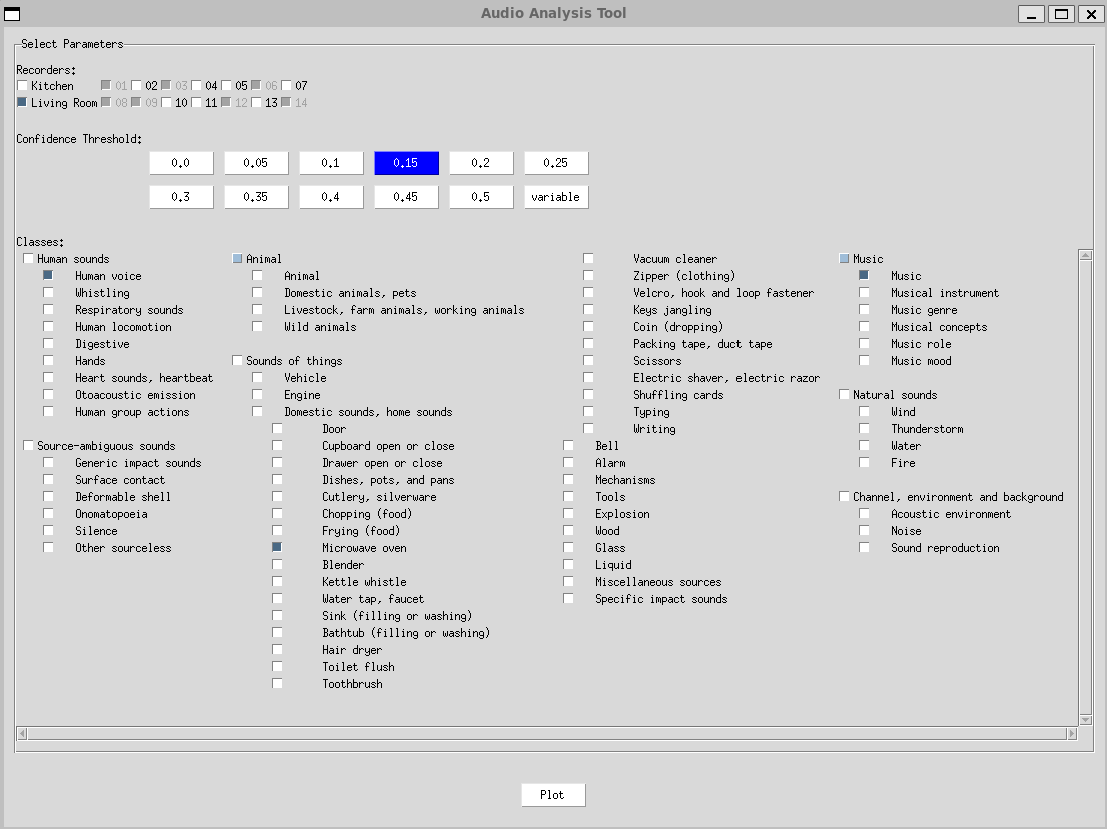 Audio Analysis Tool
Select Parameters
Recorders:
Kitchen 01 02 03 04 05 06 07
Living Room 08 09 10 11 12 13 14
Confidence Threshold:
0.0 0.05 0.1 0.15 0.2 0.25
0.3 0.35 0.4 0.45 0.5 variable
Classes:
Human sounds
Human voice
Whistling
Respiratory sounds
Human locomotion
Digestive
Hands
Heart sounds, heartbeat
Otoacoustic emission
Human group actions
Source-ambiguous sounds
Generic impact sounds
Surface contact
Deformable shell
Onomatopoeia
Silence
Other sourceless
Animal
Animal
Domestic animals, pets
Livestock, farm animals, working animals
Wild animals
Sounds of things
Vehicle
Engine
Domestic sounds, home sounds
Door
Cupboard open or close
Drawer open or close
Dishes, pots, and pans
Cutlery, silverware
Chopping (food)
Frying (food)
Microwave oven
Blender
Kettle whistle
Water tap, faucet
Sink (filling or washing)
Bathtub (filling or washing)
Hair dryer
Toilet flush
Toothbrush
Vacuum cleaner
Zipper (clothing)
Velcro, hook and loop fastener
Keys jangling
Coin (dropping)
Packing tape, duct tape
Scissors
Electric shaver, electric razor
Shuffling cards
Typing
Writing
Bell
Alarm
Mechanisms
Tools
Explosion
Wood
Glass
Liquid
Miscellaneous sources
Specific impact sounds
Music
Music
Musical instrument
Music genre
Musical concepts
Music role
Music mood
Natural sounds
Wind
Thunderstorm
Water
Fire
Channel, environment and background
Acoustic environment
Noise
Sound reproduction
Plot